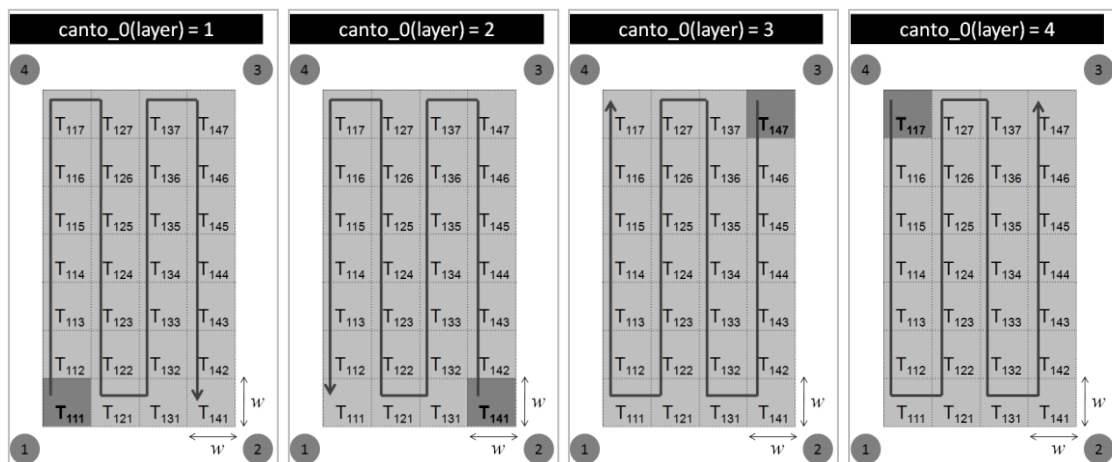 canto_0(layer) = 1
4
3
T117 T127 T137 T147
T116 T126 T136 T146
T115 T125 T135 T145
T114 T124 T134 T144
T113 T123 T133 T143
T112 T122 T132 T142
T111 T121 T131 T141
w
w
1
2
canto_0(layer) = 2
4
3
T117 T127 T137 T147
T116 T126 T136 T146
T115 T125 T135 T145
T114 T124 T134 T144
T113 T123 T133 T143
T112 T122 T132 T142
T111 T121 T131 T141
w
w
1
2
canto_0(layer) = 3
4
3
T117 T127 T137 T147
T116 T126 T136 T146
T115 T125 T135 T145
T114 T124 T134 T144
T113 T123 T133 T143
T112 T122 T132 T142
T111 T121 T131 T141
w
w
1
2
canto_0(layer) = 4
4
3
T117 T127 T137 T147
T116 T126 T136 T146
T115 T125 T135 T145
T114 T124 T134 T144
T113 T123 T133 T143
T112 T122 T132 T142
T111 T121 T131 T141
w
w
1
2